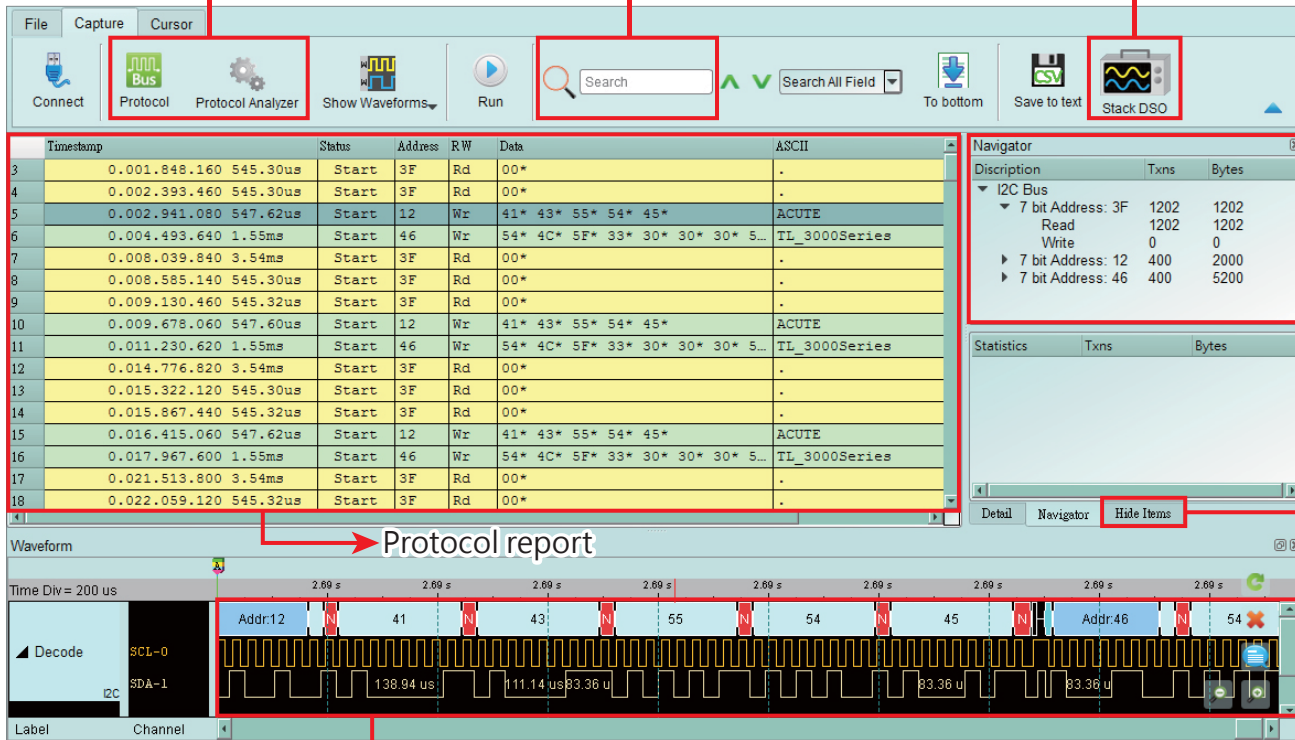 File Capture Cursor
Connect Protocol Bus Protocol Analyzer Show Waveforms Run Search Search All Field To bottom CSV Save to text Stack DSO
Timestamp Status Address RW Data ASCII
3 0.001.848.160 545.30us Start 3F Rd 00* .
4 0.002.393.460 545.30us Start 3F Rd 00* .
5 0.002.941.080 547.62us Start 12 Wr 41* 43* 55* 54* 45* ACUTE
6 0.004.493.640 1.55ms Start 46 Wr 54* 4C* 5F* 33* 30* 30* 30* 5... TL_3000Series
7 0.008.039.840 3.54ms Start 3F Rd 00* .
8 0.008.585.140 545.30us Start 3F Rd 00* .
9 0.009.130.460 545.32us Start 3F Rd 00* .
10 0.009.678.060 547.60us Start 12 Wr 41* 43* 55* 54* 45* ACUTE
11 0.011.230.620 1.55ms Start 46 Wr 54* 4C* 5F* 33* 30* 30* 30* 5... TL_3000Series
12 0.014.776.820 3.54ms Start 3F Rd 00* .
13 0.015.322.120 545.30us Start 3F Rd 00* .
14 0.015.867.440 545.32us Start 3F Rd 00* .
15 0.016.415.060 547.62us Start 12 Wr 41* 43* 55* 54* 45* ACUTE
16 0.017.967.600 1.55ms Start 46 Wr 54* 4C* 5F* 33* 30* 30* 30* 5... TL_3000Series
17 0.021.513.800 3.54ms Start 3F Rd 00* .
18 0.022.059.120 545.32us Start 3F Rd 00* .
Navigator
Discription Txns Bytes
I2C Bus
7 bit Address: 3F 1202 1202
Read 1202 1202
Write 0 0
7 bit Address: 12 400 2000
7 bit Address: 46 400 5200
Statistics Txns Bytes
Detail Navigator Hide Items
Protocol report
Waveform
A
Time Div = 200 us 2.69 s 2.69 s 2.69 s 2.69 s 2.69 s 2.69 s 2.69 s 2.69 s 2.69 s
Addr:12 N 41 N 43 N 55 N 54 N 45 N Addr:46 N 54
Decode SCL-0
I2C SDA-1 138.94 us 111.14 us 83.36 u 83.36 u 83.36 u
Label Channel